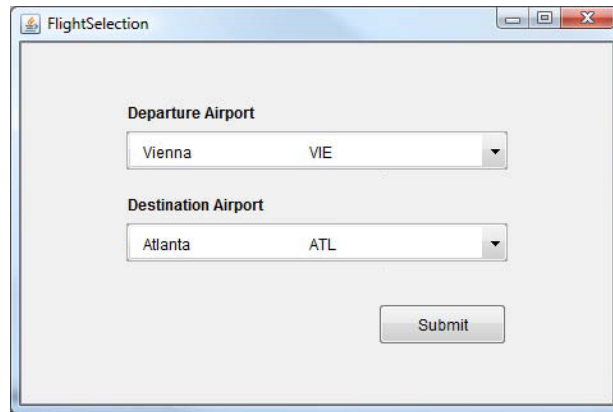 FlightSelection
Departure Airport
Vienna VIE
Destination Airport
Atlanta ATL
Submit